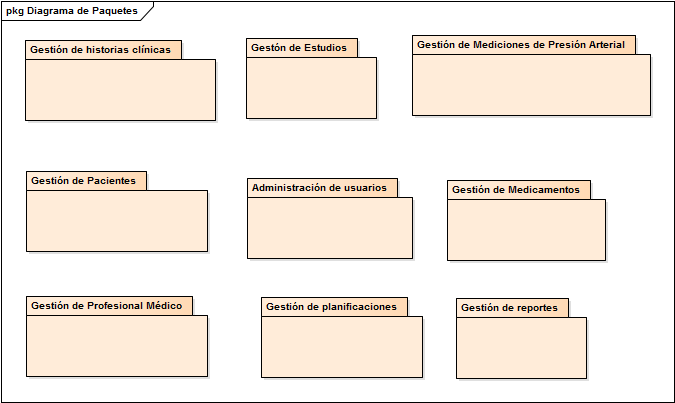 pkg Diagrama de Paquetes
Gestión de historias clínicas
Gestón de Estudios
Gestión de Mediciones de Presión Arterial
Gestión de Pacientes
Administración de usuarios
Gestión de Medicamentos
Gestión de Profesional Médico
Gestión de planificaciones
Gestión de reportes